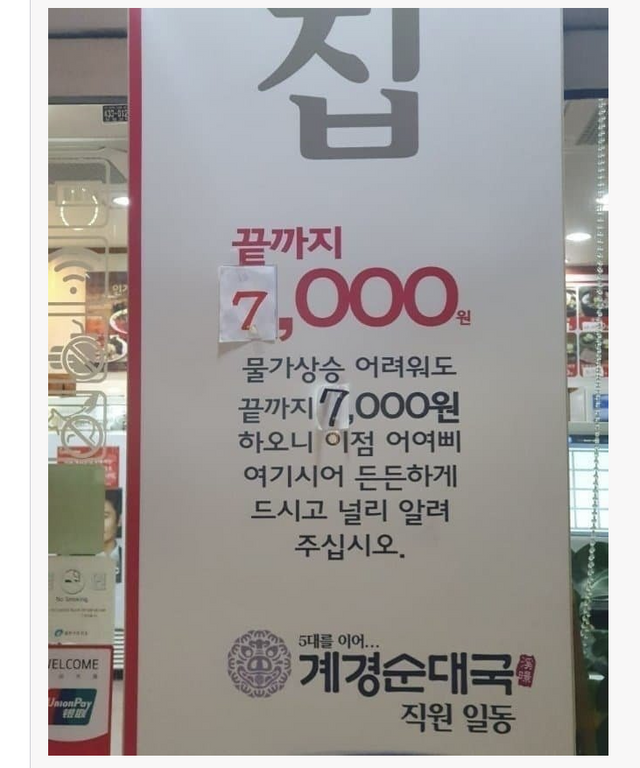 집
끝까지
7,000원
물가상승 어려워도
끝까지 7,000원
하오니 이점 어여삐
여기시어 든든하게
드시고 널리 알려
주십시오.
5대를 이어...
계경순대국
직원 일동
No Smoking
WELCOME
UnionPay
银联